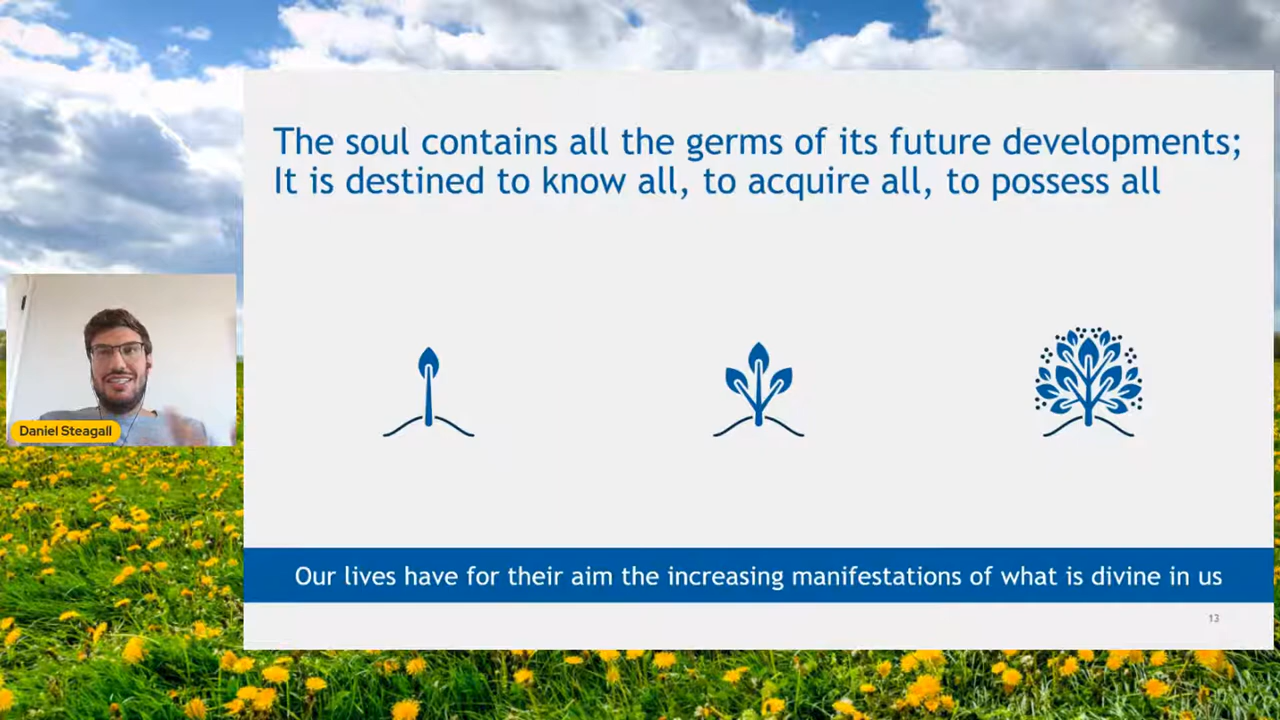 The soul contains all the germs of its future developments;
It is destined to know all, to acquire all, to possess all
Daniel Steagall
Our lives have for their aim the increasing manifestations of what is divine in us
13